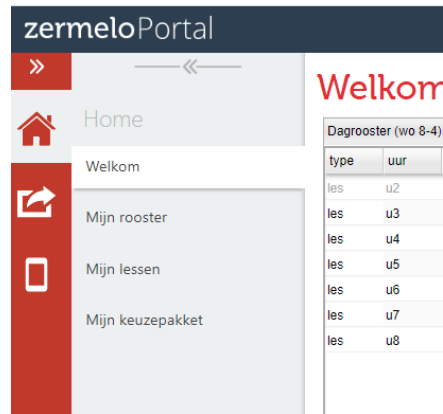 zermeloPortal
Home
Welkom
Mijn rooster
Mijn lessen
Mijn keuzepakket
Welkom
Dagrooster (wo 8-4)
type uur
les u2
les u3
les u4
les u5
les u6
les u7
les u8